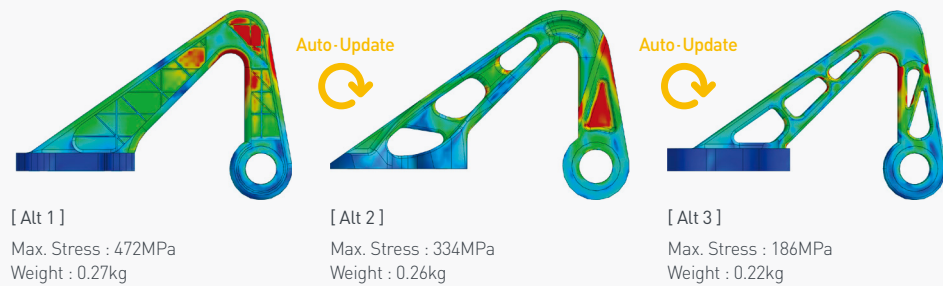 Auto·Update
Auto·Update
[ Alt 1 ]
Max. Stress : 472MPa
Weight : 0.27kg
[ Alt 2 ]
Max. Stress : 334MPa
Weight : 0.26kg
[ Alt 3 ]
Max. Stress : 186MPa
Weight : 0.22kg